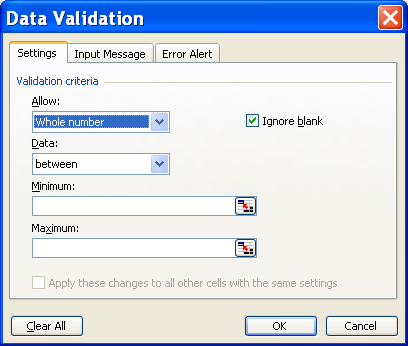 Data Validation
Settings Input Message Error Alert
Validation criteria
Allow:
Whole number Ignore blank
Data:
between
Minimum:
Maximum:
Apply these changes to all other cells with the same settings
Clear All OK Cancel